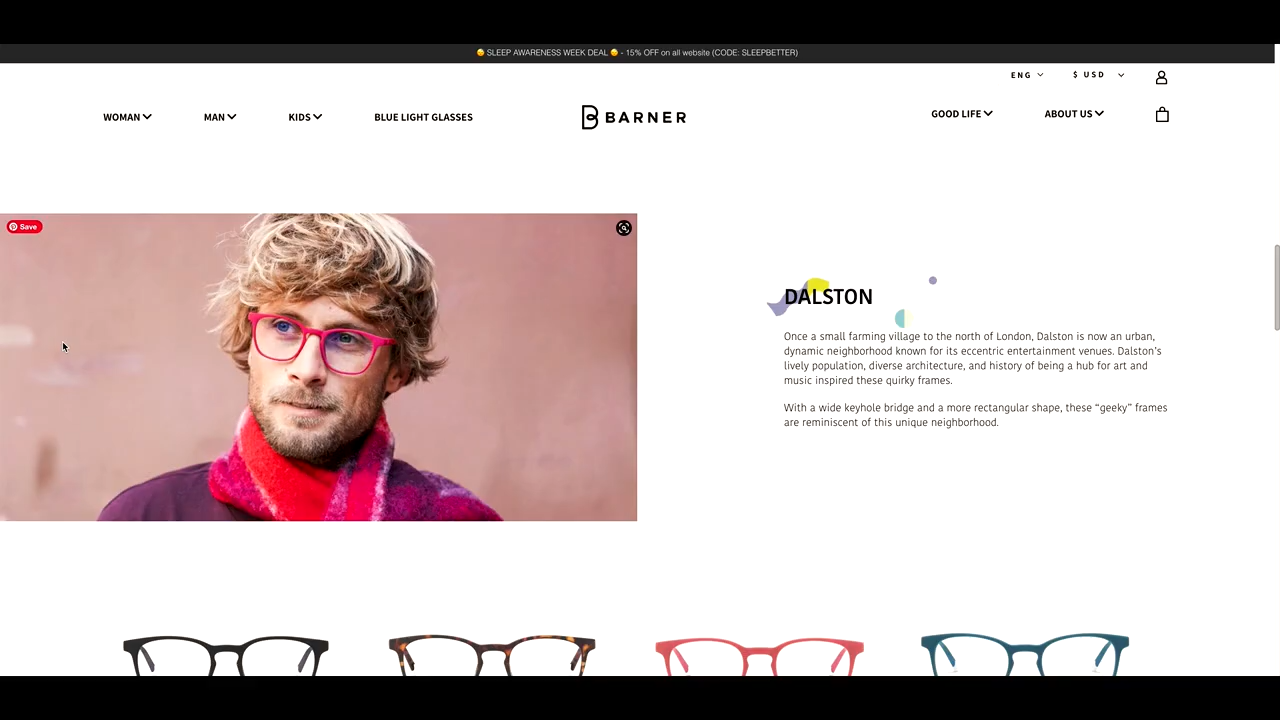 😴 SLEEP AWARENESS WEEK DEAL 😴 - 15% OFF on all website (CODE: SLEEPBETTER)
ENG $ USD
WOMAN MAN KIDS BLUE LIGHT GLASSES BARNER GOOD LIFE ABOUT US
Save
DALSTON
Once a small farming village to the north of London, Dalston is now an urban,
dynamic neighborhood known for its eccentric entertainment venues. Dalston's
lively population, diverse architecture, and history of being a hub for art and
music inspired these quirky frames.
With a wide keyhole bridge and a more rectangular shape, these “geeky” frames
are reminiscent of this unique neighborhood.